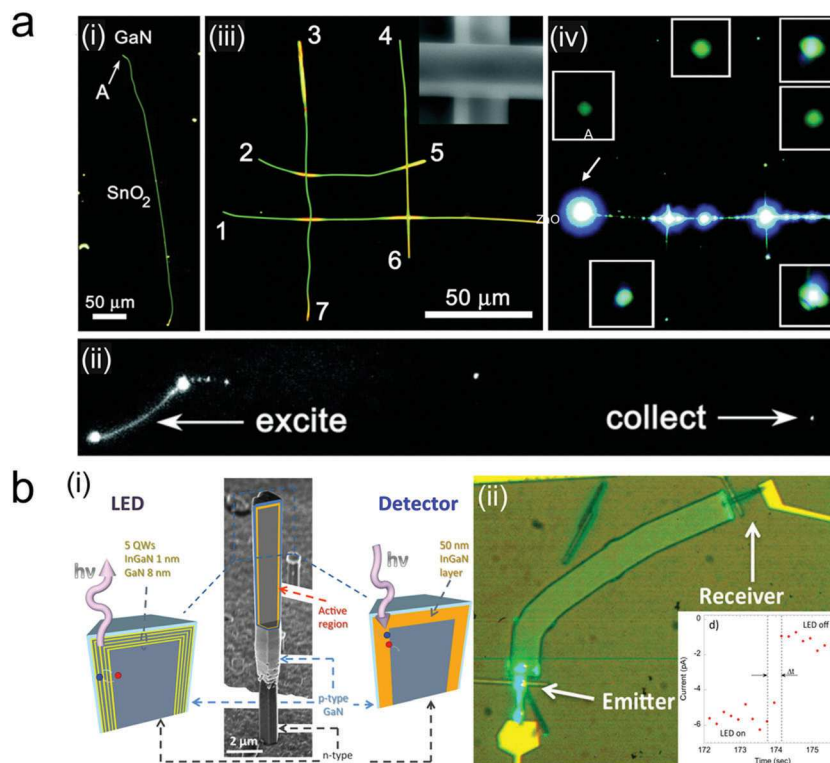 a
(i)
GaN
A
SnO2
50 μm
(iii)
3
4
2
5
1
6
7
50 μm
(iv)
A
ZnO
(ii)
excite
collect
b
(i)
LED
5 QWs
InGaN 1 nm
GaN 8 nm
hν
Active
region
p-type
GaN
n-type
2 μm
Detector
50 nm
InGaN
layer
hν
(ii)
Receiver
Emitter
d)
LED off
Δt
LED on
Current (pA)
0
-2
-4
-6
172
173
174
175
Time (sec)